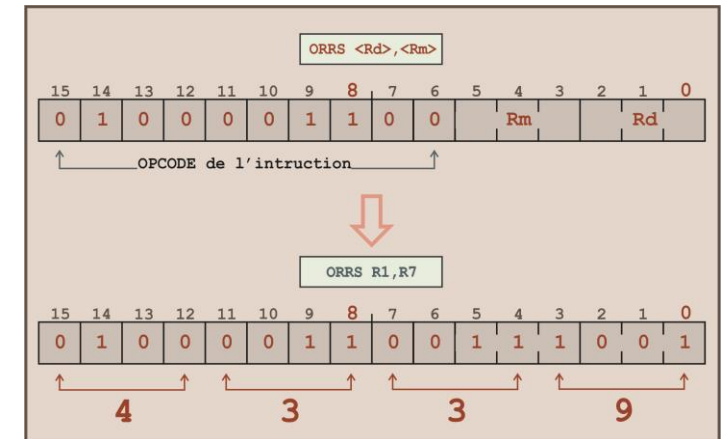 ORRS <Rd>,<Rm>
15 14 13 12 11 10 9 8 7 6 5 4 3 2 1 0
0 1 0 0 0 0 1 1 0 0 Rm Rd
OPCODE de l'intruction
ORRS R1,R7
15 14 13 12 11 10 9 8 7 6 5 4 3 2 1 0
0 1 0 0 0 0 1 1 0 0 1 1 1 0 0 1
4 3 3 9